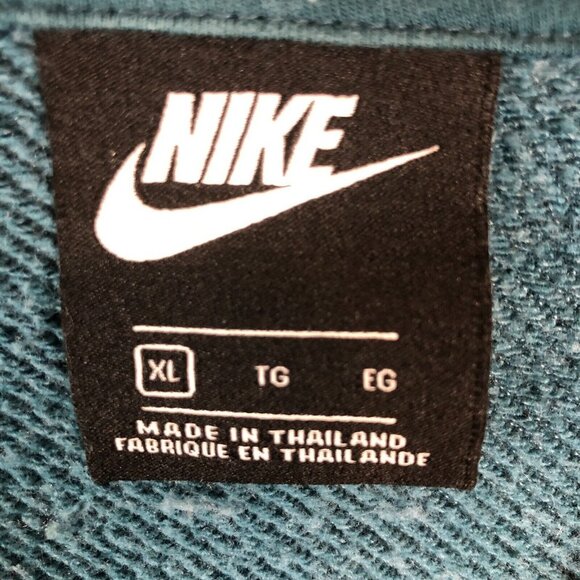 NIKE
XL TG EG
MADE IN THAILAND
FABRIQUE EN THAILANDE